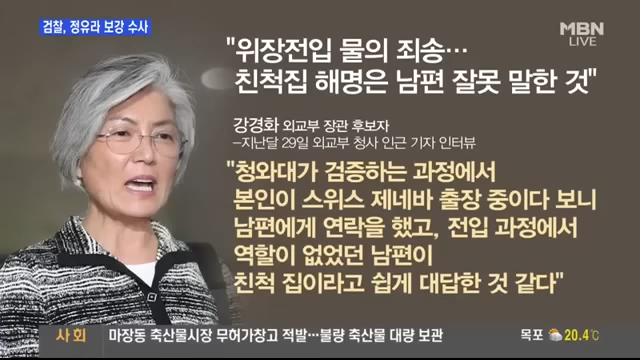 검찰, 정유라 보강 수사
MBN
LIVE
"위장전입 물의 죄송…
친척집 해명은 남편 잘못 말한 것"
강경화 외교부 장관 후보자
-지난달 29일 외교부 청사 인근 기자 인터뷰
"청와대가 검증하는 과정에서
본인이 스위스 제네바 출장 중이다 보니
남편에게 연락을 했고, 전입 과정에서
역할이 없었던 남편이
친척 집이라고 쉽게 대답한 것 같다"
사회 마장동 축산물시장 무허가창고 적발…불량 축산물 대량 보관 목포 20.4℃